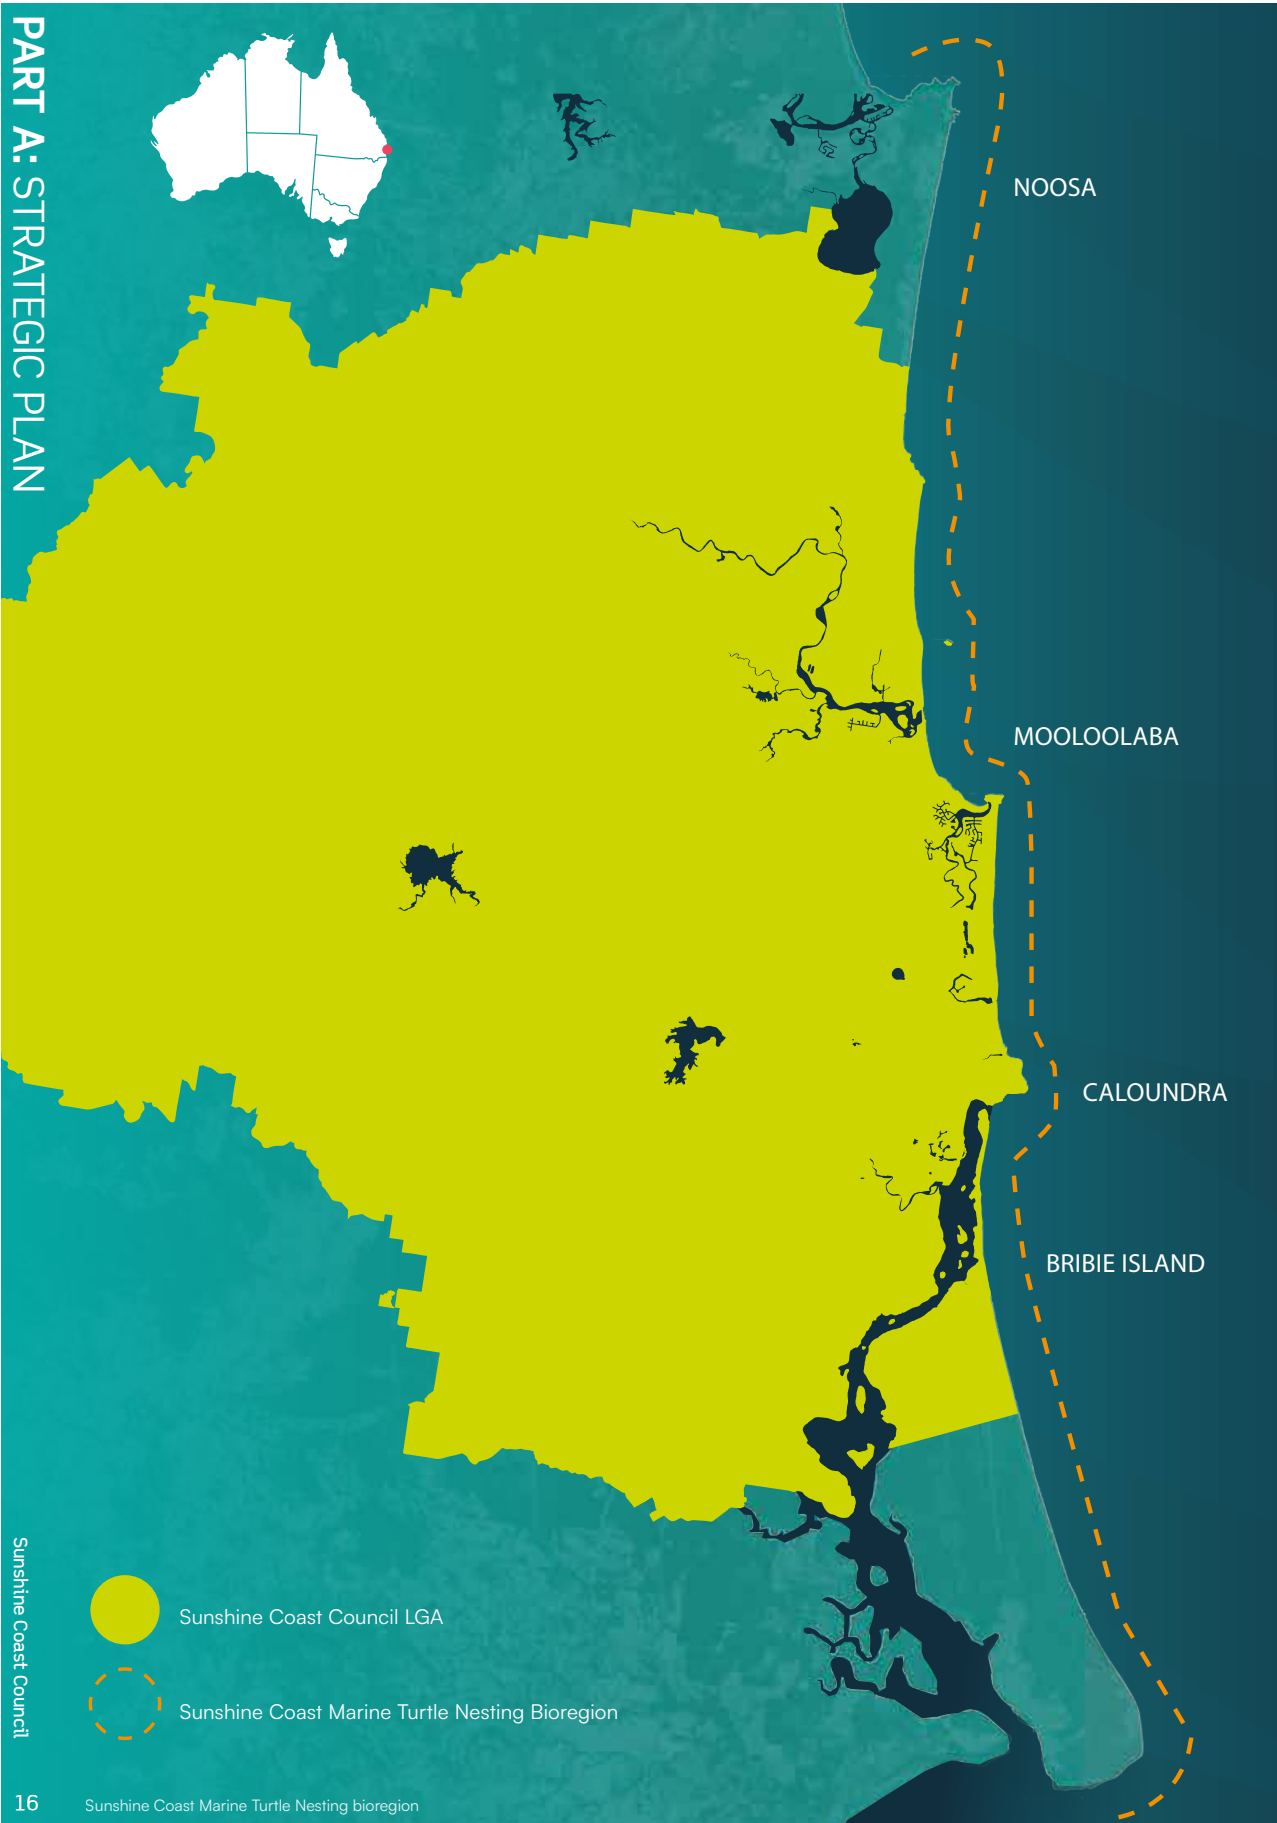 PART A: STRATEGIC PLAN
NOOSA
MOOLOOLABA
CALOUNDRA
BRIBIE ISLAND
Sunshine Coast Council LGA
Sunshine Coast Marine Turtle Nesting Bioregion
Sunshine Coast Council
16
Sunshine Coast Marine Turtle Nesting bioregion